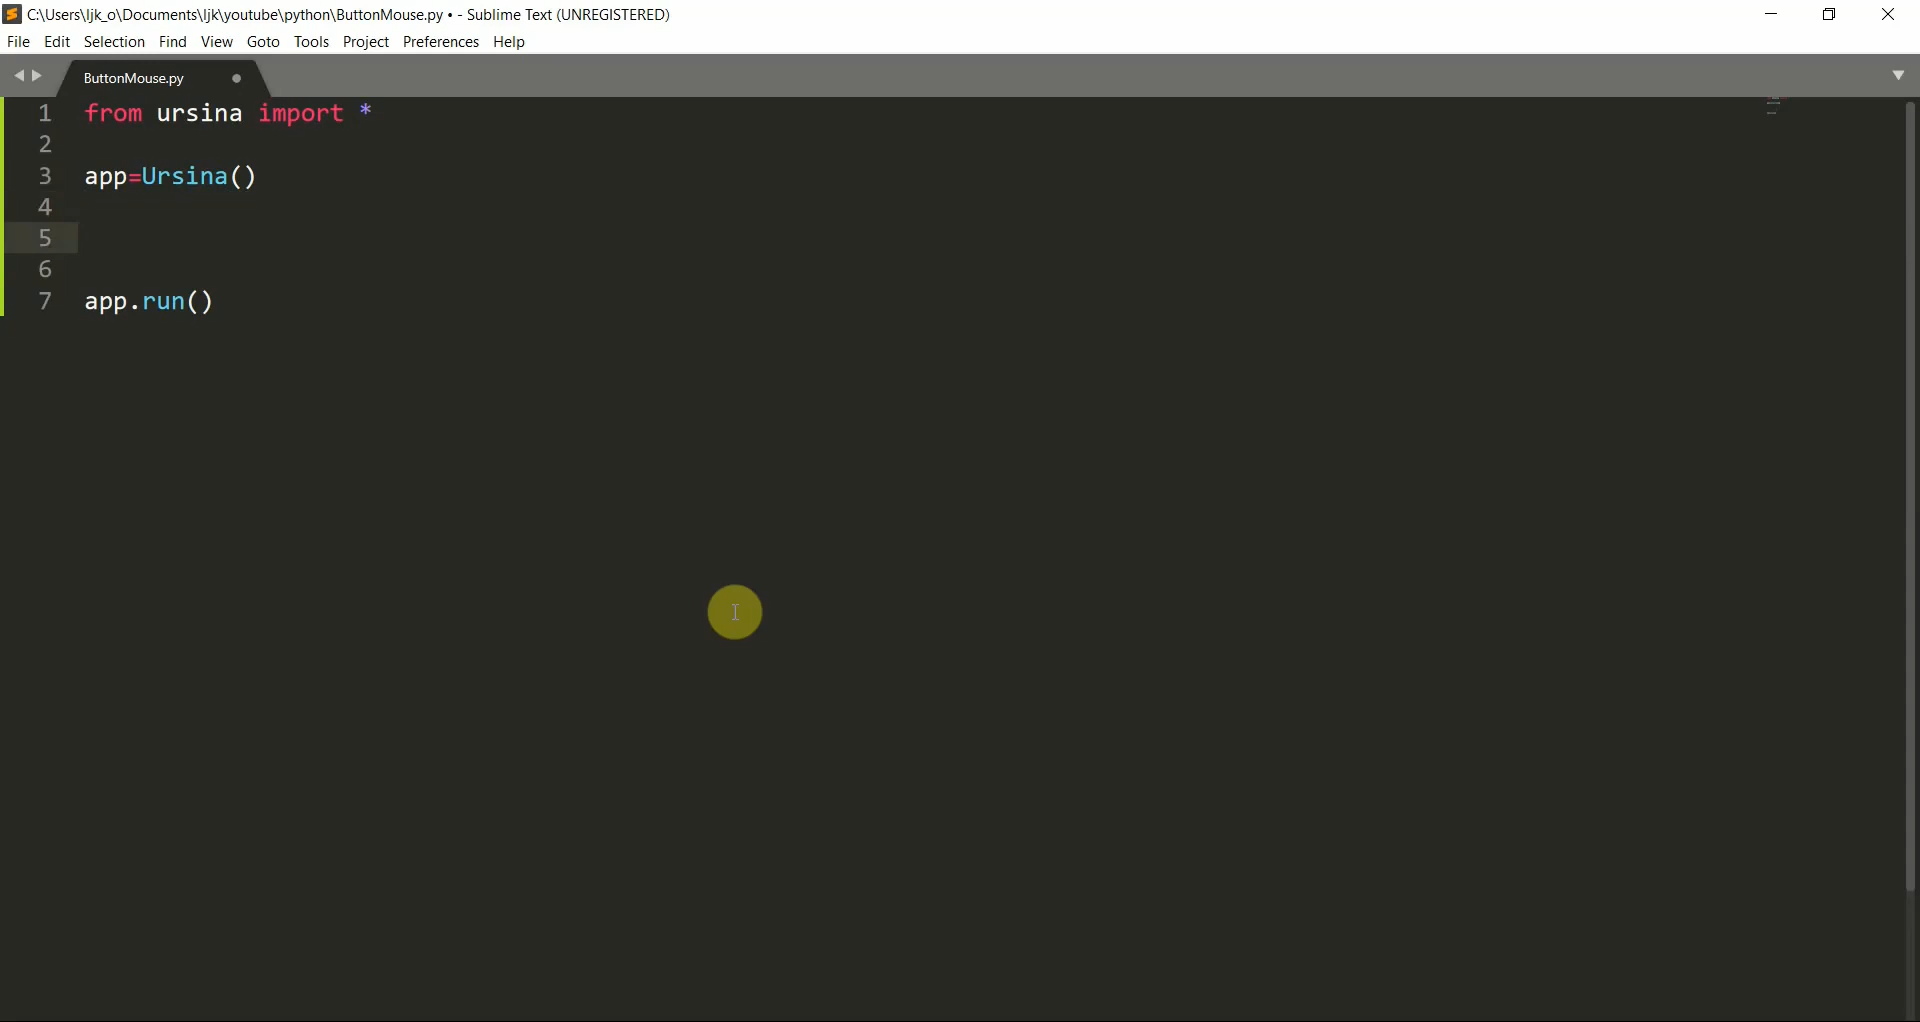 C:\Users\ljk_o\Documents\ljk\youtube\python\ButtonMouse.py • - Sublime Text (UNREGISTERED)
File Edit Selection Find View Goto Tools Project Preferences Help
ButtonMouse.py
1 from ursina import *
2
3 app=Ursina()
4
5
6
7 app.run()